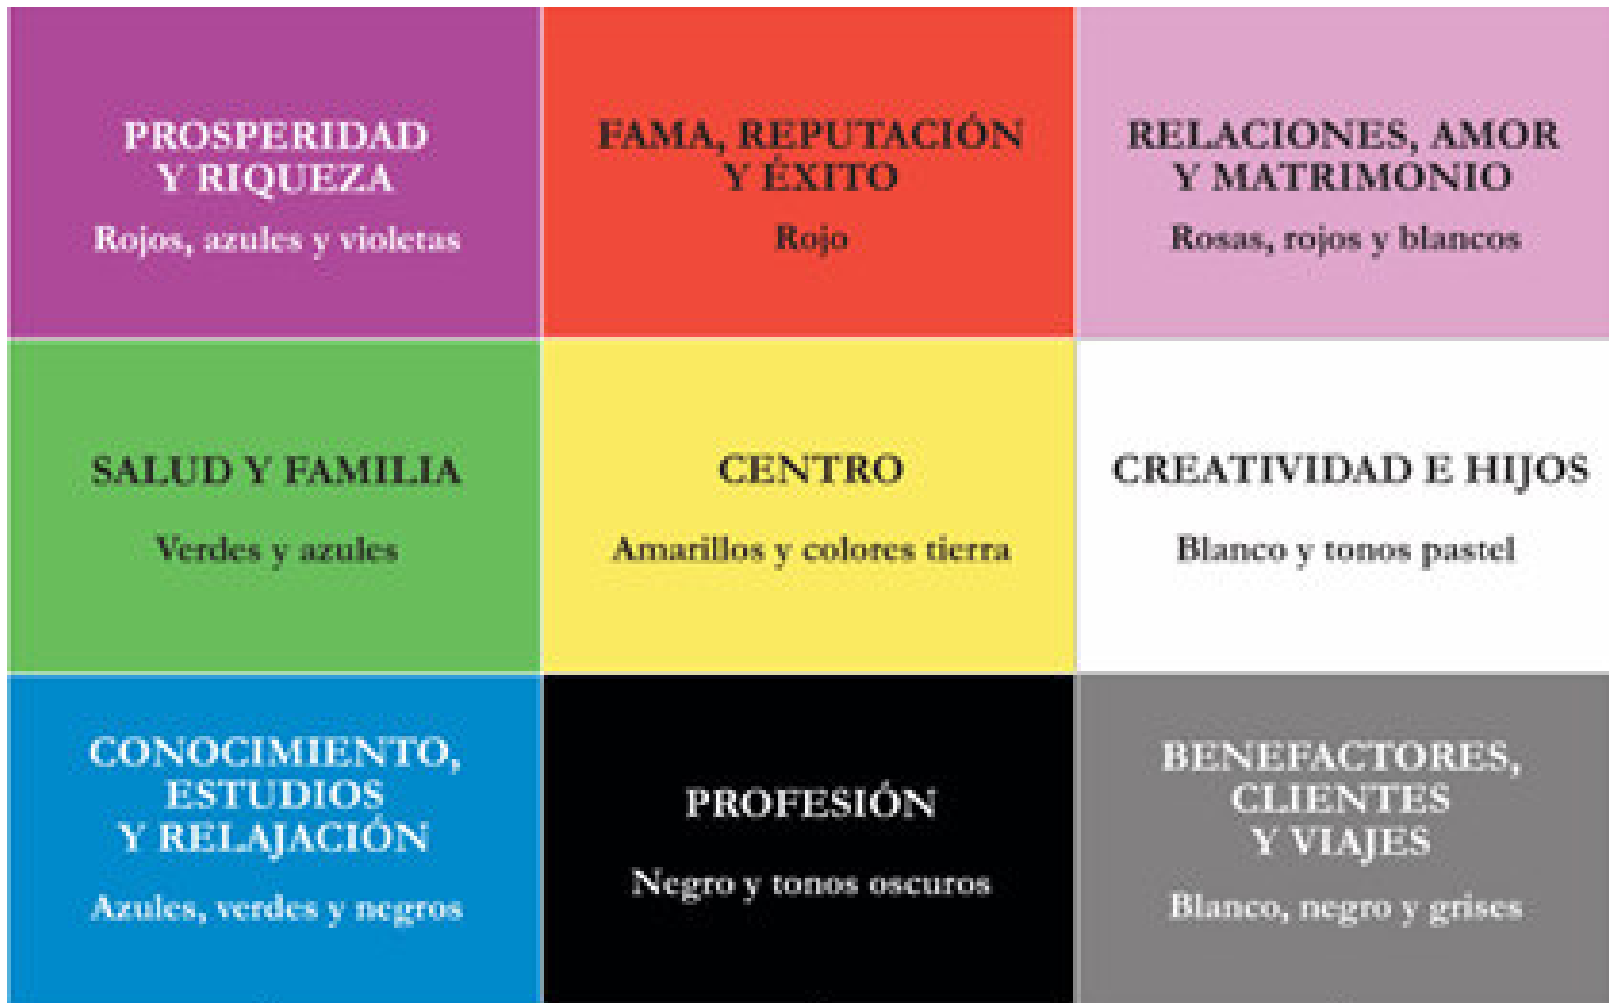 PROSPERIDAD
Y RIQUEZA
Rojos, azules y violetas
FAMA, REPUTACIÓN
Y ÉXITO
Rojo
RELACIONES, AMOR
Y MATRIMONIO
Rosas, rojos y blancos
SALUD Y FAMILIA
Verdes y azules
CENTRO
Amarillos y colores tierra
CREATIVIDAD E HIJOS
Blanco y tonos pastel
CONOCIMIENTO,
ESTUDIOS
Y RELAJACIÓN
Azules, verdes y negros
PROFESIÓN
Negro y tonos oscuros
BENEFACTORES,
CLIENTES
Y VIAJES
Blanco, negro y grises